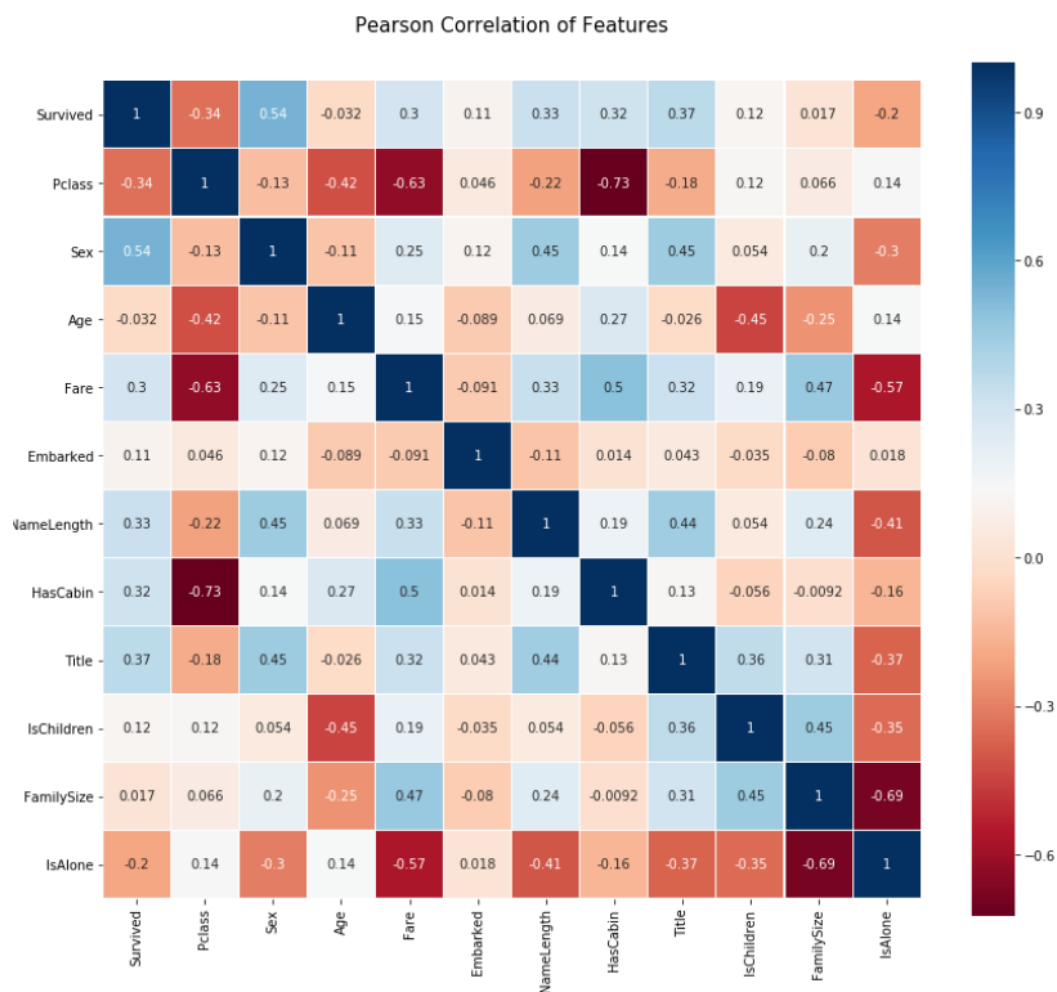 Pearson Correlation of Features
Survived 1 -0.34 0.54 -0.032 0.3 0.11 0.33 0.32 0.37 0.12 0.017 -0.2
Pclass -0.34 1 -0.13 -0.42 -0.63 0.046 -0.22 -0.73 -0.18 0.12 0.066 0.14
Sex 0.54 -0.13 1 -0.11 0.25 0.12 0.45 0.14 0.45 0.054 0.2 -0.3
Age -0.032 -0.42 -0.11 1 0.15 -0.089 0.069 0.27 -0.026 -0.45 -0.25 0.14
Fare 0.3 -0.63 0.25 0.15 1 -0.091 0.33 0.5 0.32 0.19 0.47 -0.57
Embarked 0.11 0.046 0.12 -0.089 -0.091 1 -0.11 0.014 0.043 -0.035 -0.08 0.018
NameLength 0.33 -0.22 0.45 0.069 0.33 -0.11 1 0.19 0.44 0.054 0.24 -0.41
HasCabin 0.32 -0.73 0.14 0.27 0.5 0.014 0.19 1 0.13 -0.056 -0.0092 -0.16
Title 0.37 -0.18 0.45 -0.026 0.32 0.043 0.44 0.13 1 0.36 0.31 -0.37
IsChildren 0.12 0.12 0.054 -0.45 0.19 -0.035 0.054 -0.056 0.36 1 0.45 -0.35
FamilySize 0.017 0.066 0.2 -0.25 0.47 -0.08 0.24 -0.0092 0.31 0.45 1 -0.69
IsAlone -0.2 0.14 -0.3 0.14 -0.57 0.018 -0.41 -0.16 -0.37 -0.35 -0.69 1
Survived Pclass Sex Age Fare Embarked NameLength HasCabin Title IsChildren FamilySize IsAlone
0.9
0.6
0.3
0.0
-0.3
-0.6